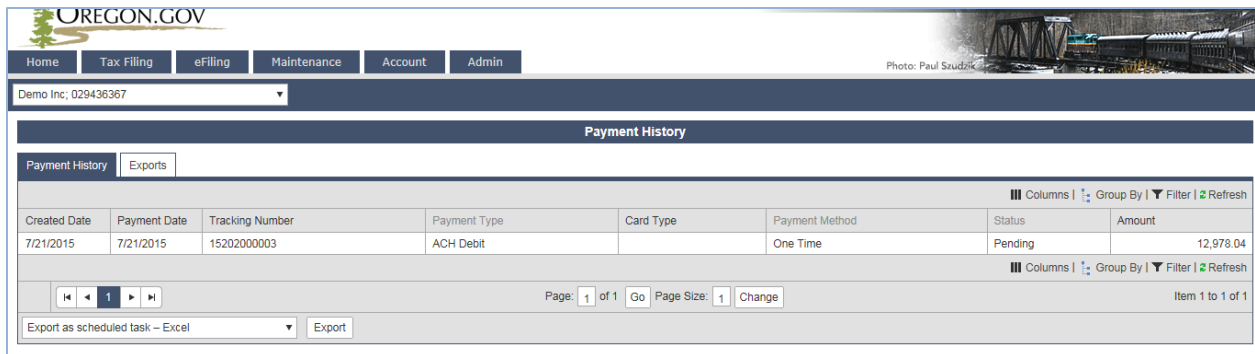 OREGON.GOV
Home Tax Filing eFiling Maintenance Account Admin
Photo: Paul Szudzik
Demo Inc; 029436367
Payment History
Payment History Exports
Columns | Group By | Filter | Refresh
Created Date Payment Date Tracking Number Payment Type Card Type Payment Method Status Amount
7/21/2015 7/21/2015 15202000003 ACH Debit One Time Pending 12,978.04
Columns | Group By | Filter | Refresh
1 Page: 1 of 1 Go Page Size: 1 Change Item 1 to 1 of 1
Export as scheduled task – Excel Export